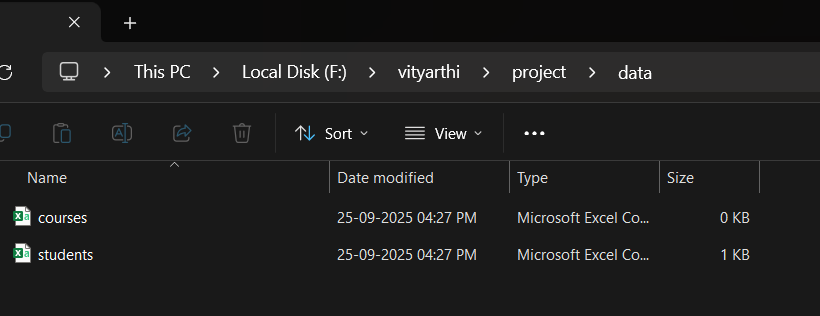 This PC > Local Disk (F:) > vityarthi > project > data
Sort View
Name Date modified Type Size
courses 25-09-2025 04:27 PM Microsoft Excel Co... 0 KB
students 25-09-2025 04:27 PM Microsoft Excel Co... 1 KB